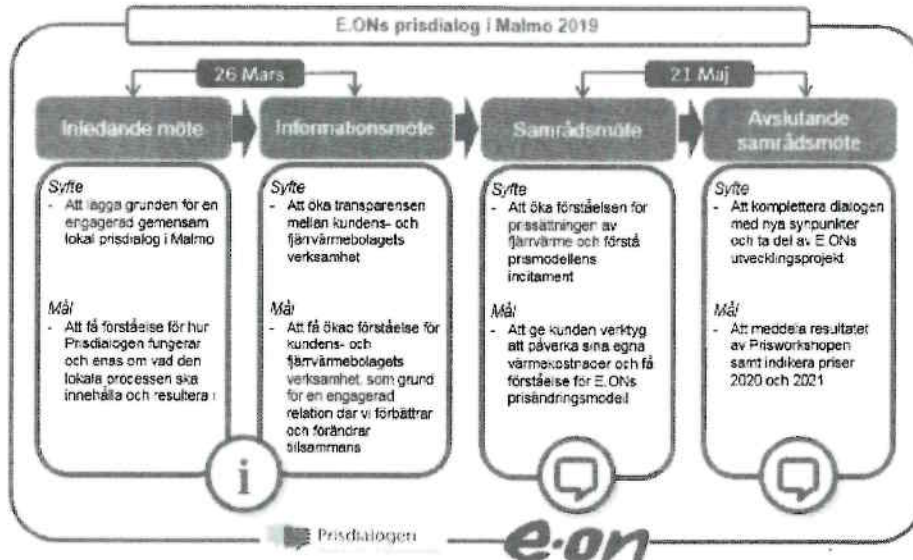 E.ONs prisdialog i Malmo 2019
26 Mars
21 Maj
Inledande möte
Informationsmöte
Samrådsmöte
Avslutande
samrådsmöte
Syfte
- Att lägga grunden för en
engagerad gemensam
lokal prisdialog i Malmo
Mål
- Att få förståelse för hur
Prisdialogen fungerar
och enas om vad den
lokala processen ska
innehålla och resultera i
Syfte
- Att öka transparensen
mellan kundens- och
fjärrvärmebolagets
verksamhet
Mål
- Att få ökad förståelse för
kundens- och
fjärrvärmebolagets
verksamhet, som grund
för en engagerad
relation där vi förbättrar
och förändrar
tillsammans
Syfte
- Att öka förståelsen för
prissättningen av
fjärrvärme och förstå
prismodellens
incitament
Mål
- Att ge kunden verktyg
att påverka sina egna
värmekostnader och få
förståelse för E.ONs
prisändringsmodell
Syfte
- Att komplettera dialogen
med nya synpunkter
och ta del av E.ONs
utvecklingsprojekt
Mål
- Att meddela resultatet
av Prisworkshopen
samt indikera priser
2020 och 2021
i
Prisdialogen
e.on